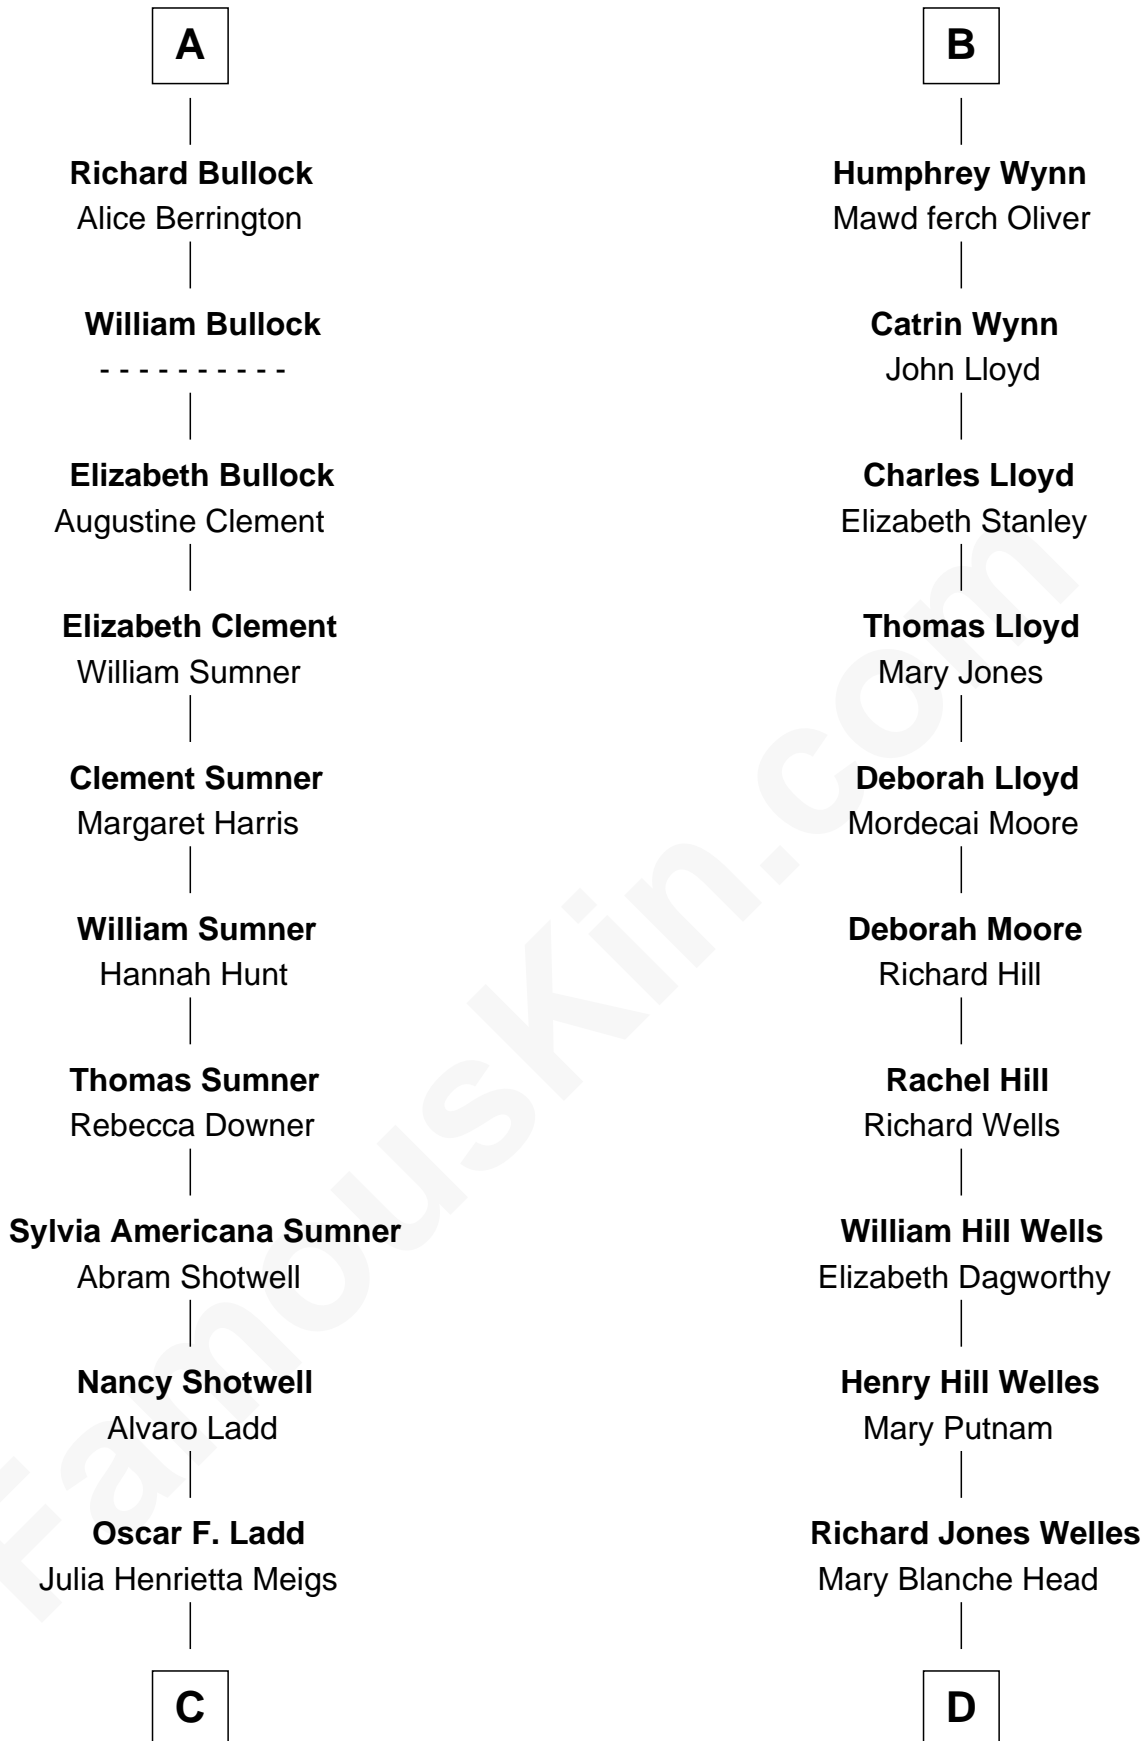 A
Richard Bullock
Alice Berrington
William Bullock
- - - - - - - - - -
Elizabeth Bullock
Augustine Clement
Elizabeth Clement
William Sumner
Clement Sumner
Margaret Harris
William Sumner
Hannah Hunt
Thomas Sumner
Rebecca Downer
Sylvia Americana Sumner
Abram Shotwell
Nancy Shotwell
Alvaro Ladd
Oscar F. Ladd
Julia Henrietta Meigs
C
B
Humphrey Wynn
Mawd ferch Oliver
Catrin Wynn
John Lloyd
Charles Lloyd
Elizabeth Stanley
Thomas Lloyd
Mary Jones
Deborah Lloyd
Mordecai Moore
Deborah Moore
Richard Hill
Rachel Hill
Richard Wells
William Hill Wells
Elizabeth Dagworthy
Henry Hill Welles
Mary Putnam
Richard Jones Welles
Mary Blanche Head
D
FamousKin.com